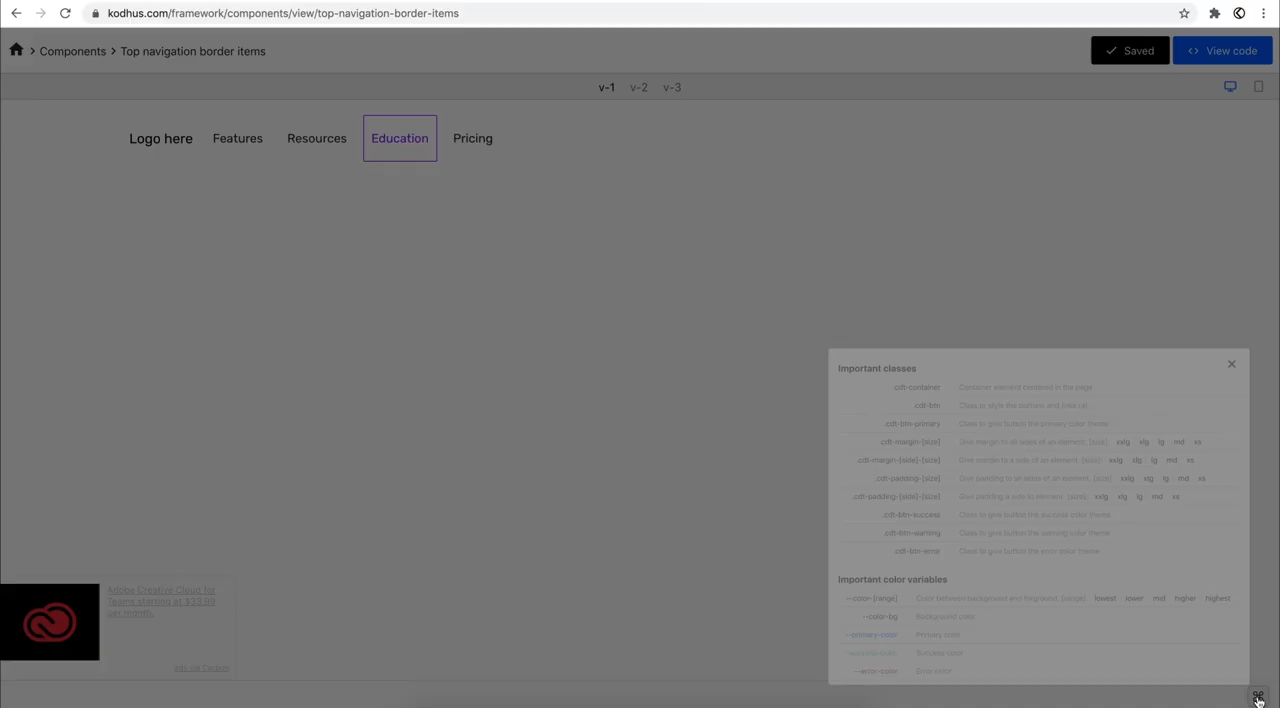 kodhus.com/framework/components/view/top-navigation-border-items
Components Top navigation border items
Saved
View code
v-1 v-2 v-3
Logo here Features Resources Education Pricing
Important classes
.cdt-container Container element centered in the page
.cdt-btn Class to style the buttons and links (a)
.cdt-btn-primary Class to give button the primary color theme
.cdt-margin-[size] Give margin to all sides of an element. [size]: xxlg xlg lg md xs
.cdt-margin-[side]-[size] Give margin to a side of an element. [size]: xxlg xlg lg md xs
.cdt-padding-[size] Give padding to all sides of an element. [size]: xxlg xlg lg md xs
.cdt-padding-[side]-[size] Give padding a side to element. [size]: xxlg xlg lg md xs
.cdt-btn-success Class to give button the success color theme
.cdt-btn-warning Class to give button the warning color theme
.cdt-btn-error Class to give button the error color theme
Important color variables
--color-[range] Color between background and forground. [range]: lowest lower mid higher highest
--color-bg Background color
--primary-color Primary color
--success-color Success color
--error-color Error color
Adobe Creative Cloud for
Teams starting at $33.99
per month.
ads via Carbon